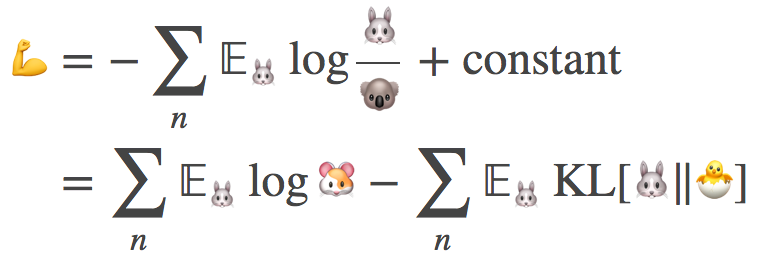 💪 = − ∑ₙ 𝔼🐰 log 🐰/🐨 + constant
= ∑ₙ 𝔼🐰 log 🐹 − ∑ₙ 𝔼🐰 KL[🐰||🐣]